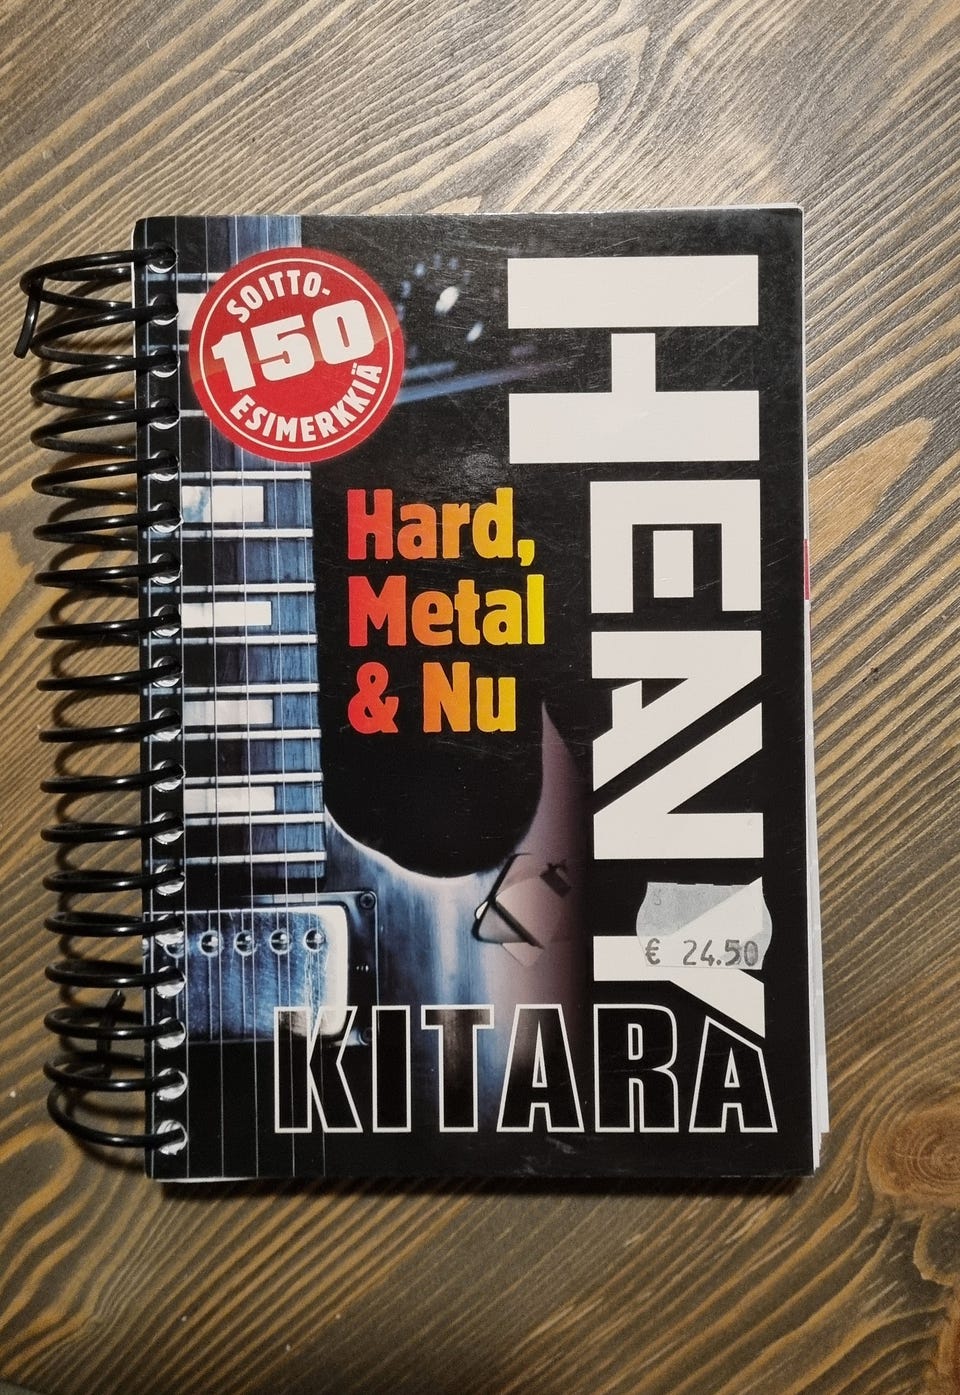 SOITTO-
150
ESIMERKKIÄ
HEAVY
Hard,
Metal
& Nu
€ 24.50
KITARA